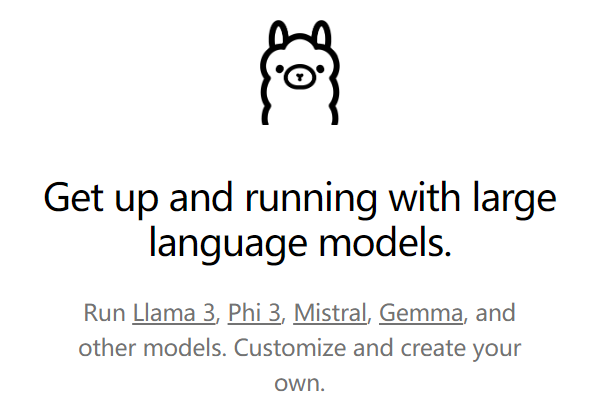 Get up and running with large
language models.
Run Llama 3, Phi 3, Mistral, Gemma, and
other models. Customize and create your
own.